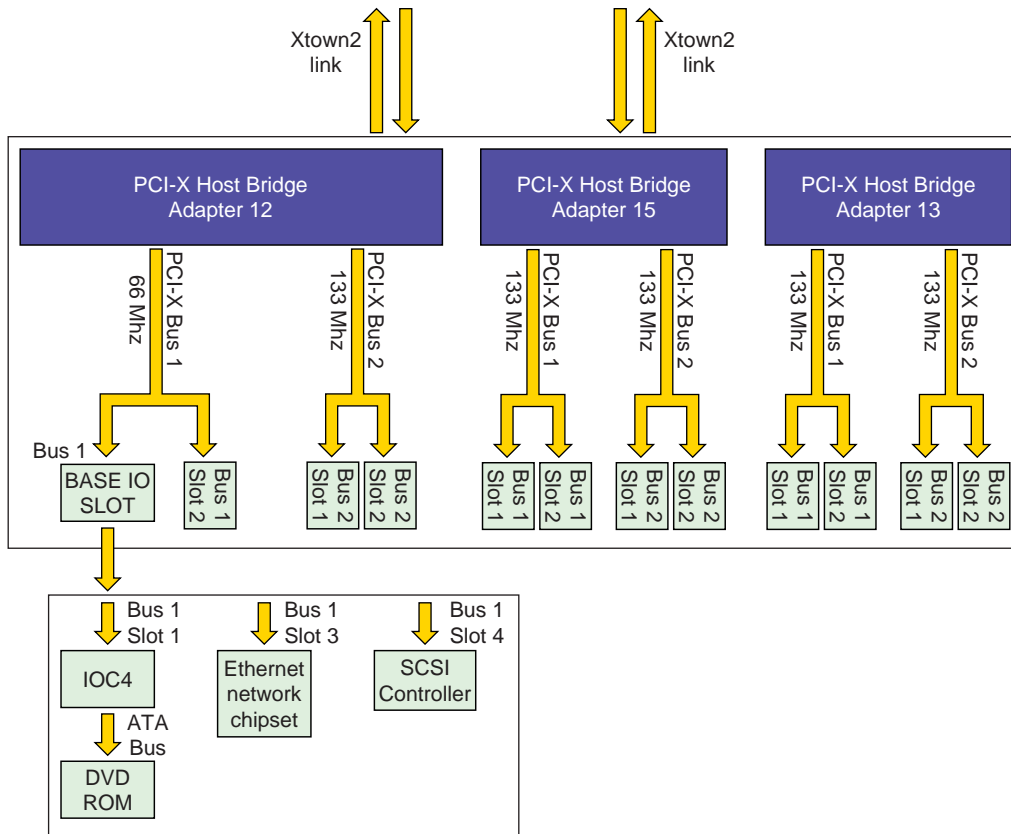 Xtown2
link
Xtown2
link
PCI-X Host Bridge
Adapter 12
PCI-X Host Bridge
Adapter 15
PCI-X Host Bridge
Adapter 13
PCI-X Bus 1
66 Mhz
PCI-X Bus 2
133 Mhz
PCI-X Bus 1
133 Mhz
PCI-X Bus 2
133 Mhz
PCI-X Bus 1
133 Mhz
PCI-X Bus 2
133 Mhz
Bus 1
BASE IO
SLOT
Bus 1
Slot 2
Bus 2
Slot 1
Bus 2
Slot 2
Bus 1
Slot 1
Bus 1
Slot 2
Bus 2
Slot 1
Bus 2
Slot 2
Bus 1
Slot 1
Bus 1
Slot 2
Bus 2
Slot 1
Bus 2
Slot 2
Bus 1
Slot 1
Bus 1
Slot 3
Bus 1
Slot 4
IOC4
Ethernet
network
chipset
SCSI
Controller
ATA
Bus
DVD
ROM